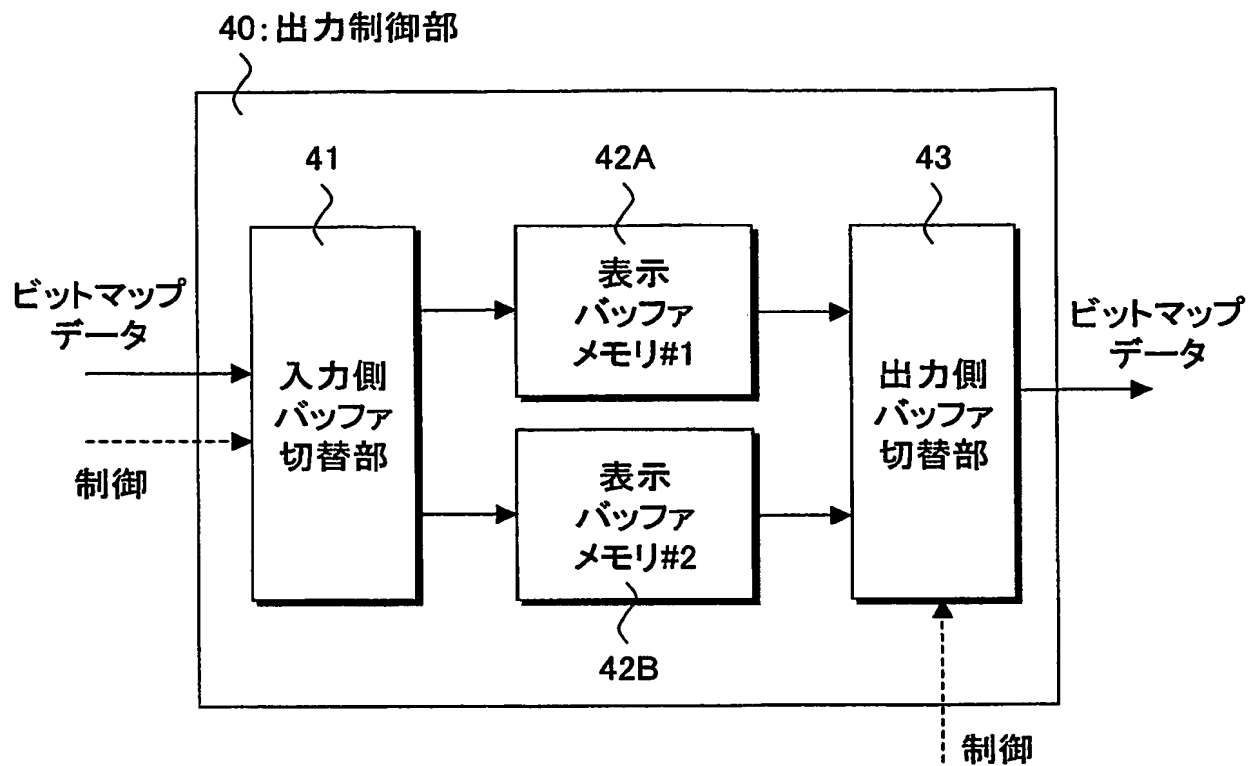 40:出力制御部
41
42A
43
ビットマップ
データ
制御
入力側
バッファ
切替部
表示
バッファ
メモリ#1
表示
バッファ
メモリ#2
42B
出力側
バッファ
切替部
ビットマップ
データ
制御